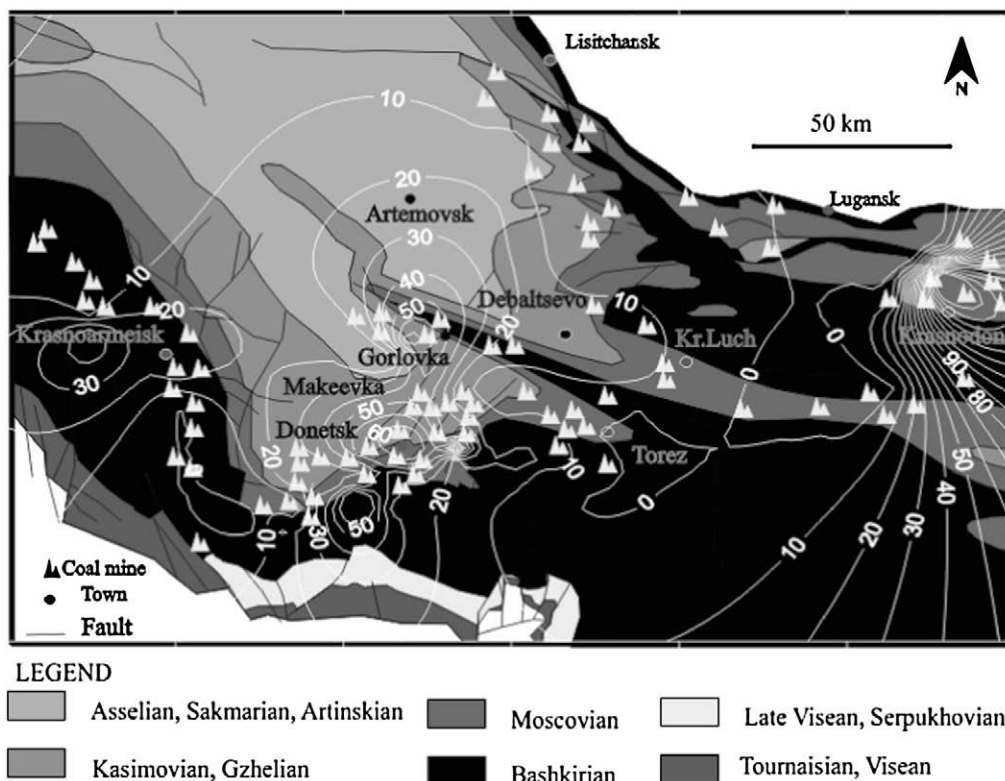 Lisitchansk
N
10
50 km
20
Artemovsk
Lugansk
30
10
40
Debaltsevo
50
10
20
20
0
Krasnoarmeisk
Kr.Luch
Krasnodon
Gorlovka
0
90
30
Makeevka
80
50
Donetsk
60
20
Torez
10
50
0
40
20
50
30
10
30
10
20
Coal mine
Town
Fault
LEGEND
Asselian, Sakmarian, Artinskian
Moscovian
Late Visean, Serpukhovian
Kasimovian, Gzhelian
Bashkirian
Tournaisian, Visean